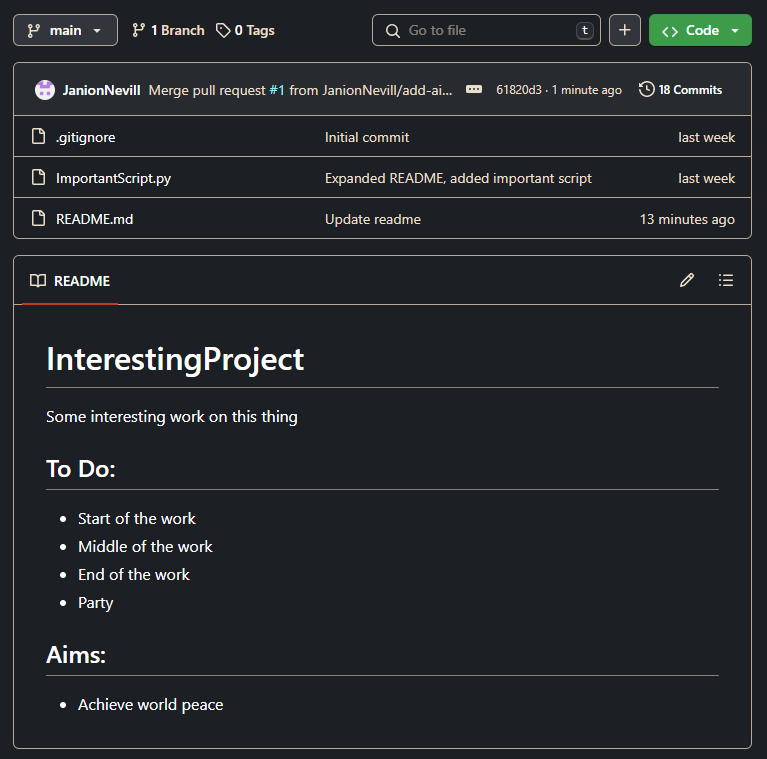 main 1 Branch 0 Tags Go to file t Code
JanionNevill Merge pull request #1 from JanionNevill/add-ai... 61820d3 · 1 minute ago 18 Commits
.gitignore Initial commit last week
ImportantScript.py Expanded README, added important script last week
README.md Update readme 13 minutes ago
README
InterestingProject
Some interesting work on this thing
To Do:
• Start of the work
• Middle of the work
• End of the work
• Party
Aims:
• Achieve world peace